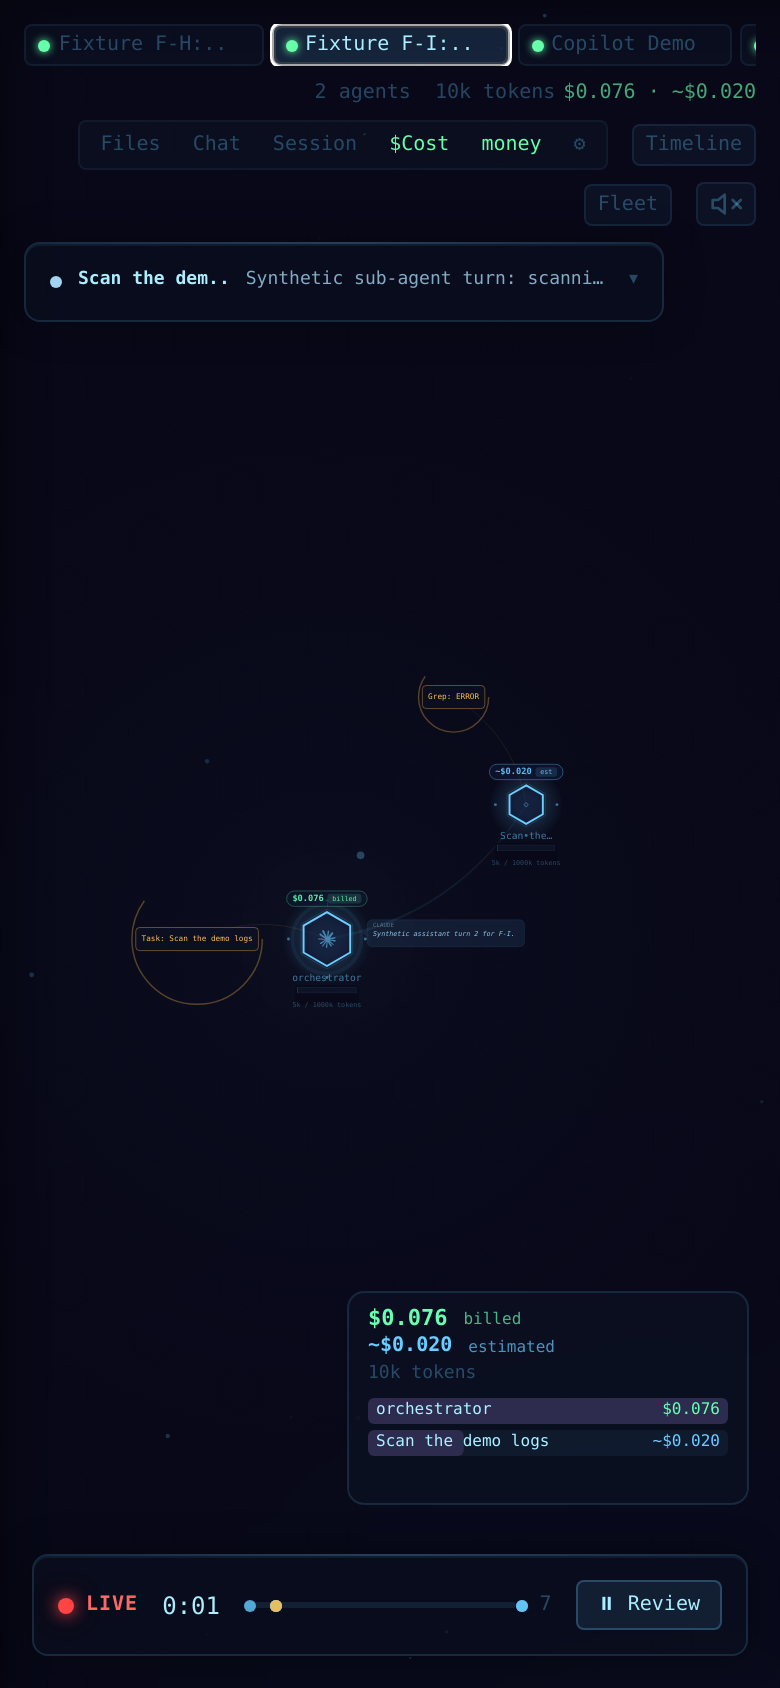 Fixture F-H:.. Fixture F-I:.. Copilot Demo
2 agents 10k tokens $0.076 · ~$0.020
Files Chat Session $Cost money ⚙ Timeline
Fleet
Scan the dem.. Synthetic sub-agent turn: scanni… ▼
Grep: ERROR
~$0.020 est
Scan the…
5k / 1000k tokens
$0.076 billed
Task: Scan the demo logs
CLAUDE
Synthetic assistant turn 2 for F-I.
orchestrator
5k / 1000k tokens
$0.076 billed
~$0.020 estimated
10k tokens
orchestrator $0.076
Scan the demo logs ~$0.020
LIVE 0:01 7 ⏸ Review